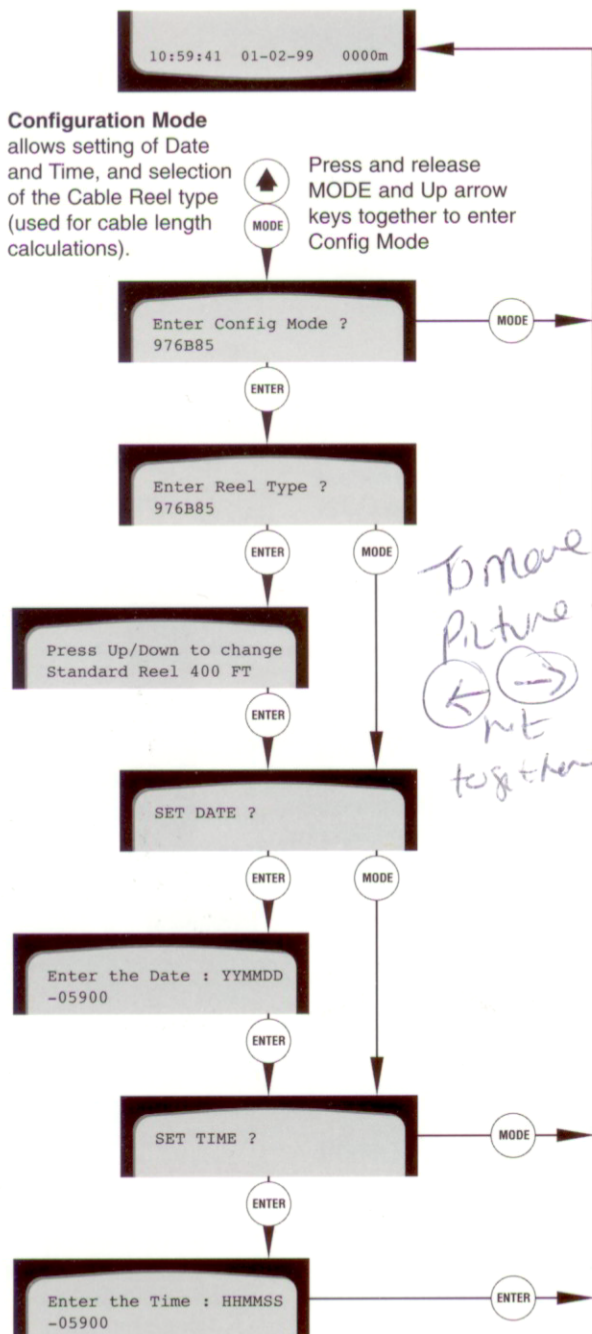 10:59:41 01-02-99 0000m
Configuration Mode
allows setting of Date
and Time, and selection
of the Cable Reel type
(used for cable length
calculations).
MODE
Press and release
MODE and Up arrow
keys together to enter
Config Mode
Enter Config Mode ?
976B85
MODE
ENTER
Enter Reel Type ?
976B85
ENTER
MODE
To move
Picture
together
Press Up/Down to change
Standard Reel 400 FT
ENTER
SET DATE ?
ENTER
MODE
Enter the Date : YYMMDD
-05900
ENTER
SET TIME ?
MODE
ENTER
Enter the Time : HHMMSS
-05900
ENTER